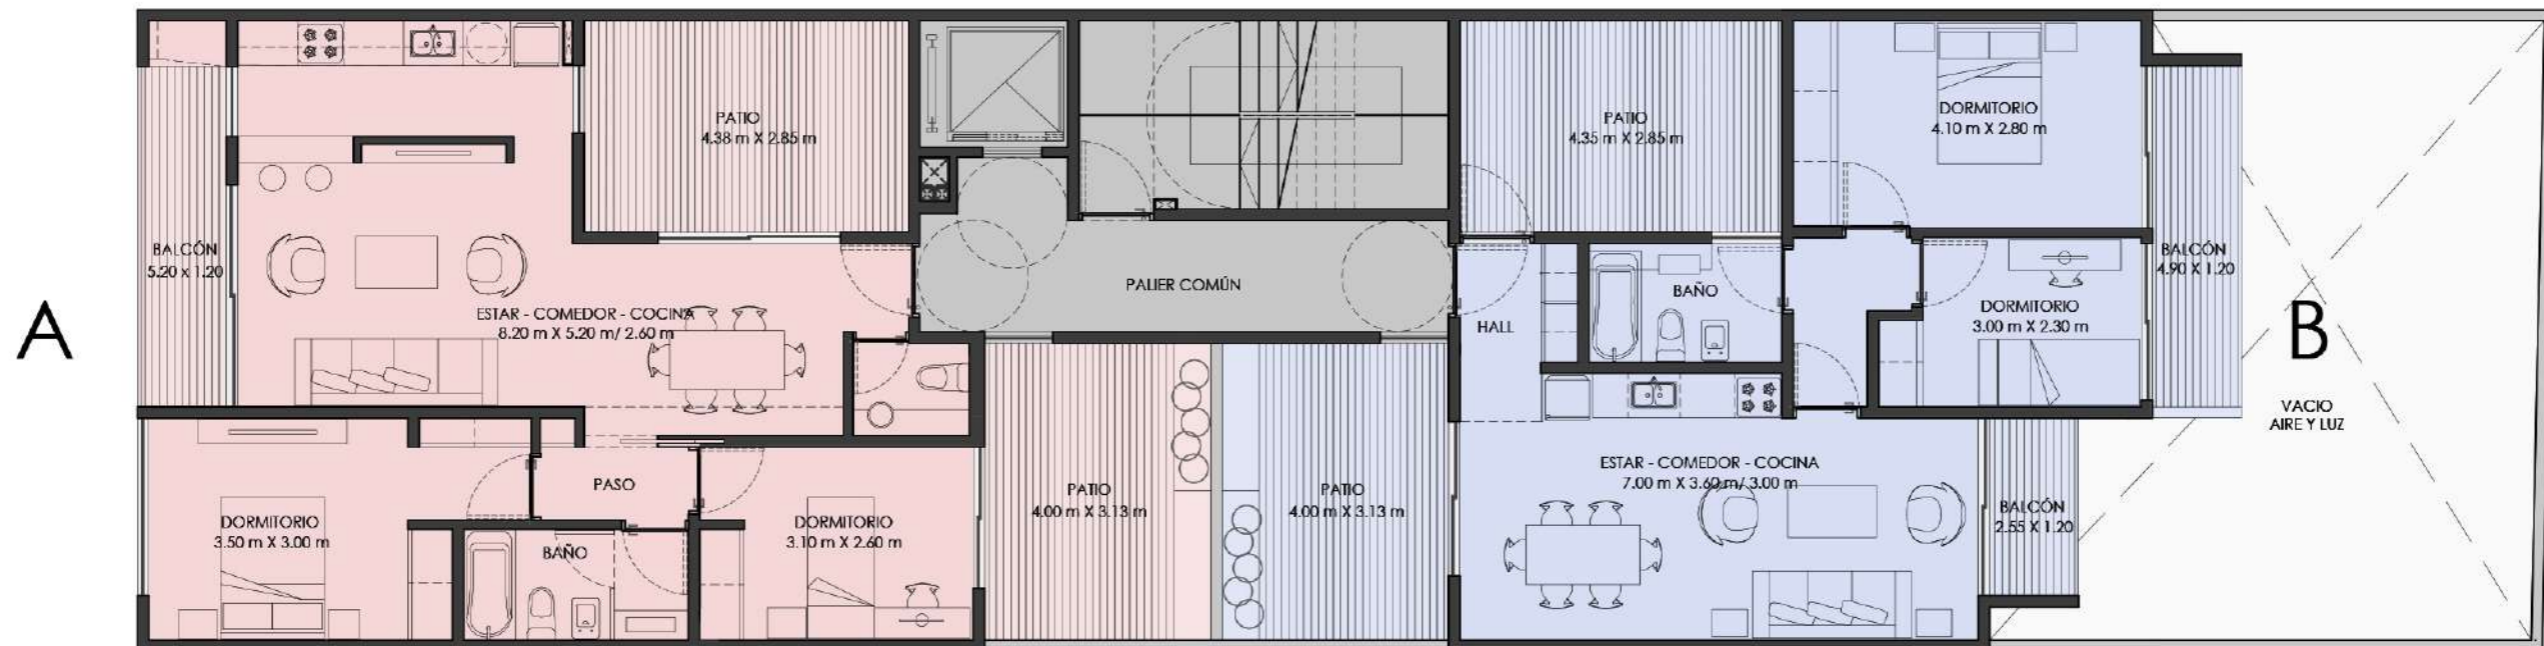 A
BALCÓN
5.20 x 1.20
PATIO
4.38 m X 2.85 m
ESTAR - COMEDOR - COCINA
8.20 m X 5.20 m/ 2.60 m
DORMITORIO
3.50 m X 3.00 m
PASO
BAÑO
DORMITORIO
3.10 m X 2.60 m
PATIO
4.00 m X 3.13 m
PALIER COMÚN
PATIO
4.00 m X 3.13 m
PATIO
4.35 m X 2.85 m
HALL
BAÑO
DORMITORIO
4.10 m X 2.80 m
DORMITORIO
3.00 m X 2.30 m
BALCÓN
4.90 X 1.20
ESTAR - COMEDOR - COCINA
7.00 m X 3.60 m/ 3.00 m
BALCÓN
2.55 X 1.20
B
VACIO
AIRE Y LUZ